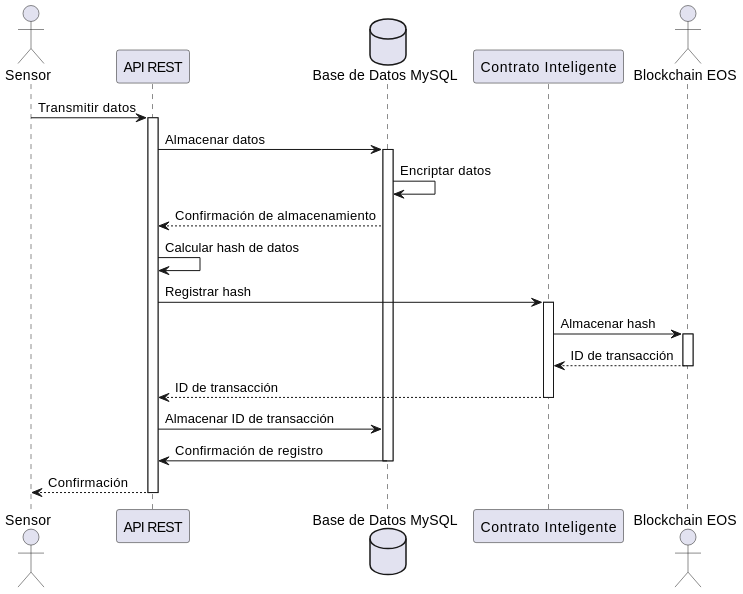 Sensor
API REST
Base de Datos MySQL
Contrato Inteligente
Blockchain EOS
Transmitir datos
Almacenar datos
Encriptar datos
Confirmación de almacenamiento
Calcular hash de datos
Registrar hash
Almacenar hash
ID de transacción
ID de transacción
Almacenar ID de transacción
Confirmación de registro
Confirmación
Sensor
API REST
Base de Datos MySQL
Contrato Inteligente
Blockchain EOS